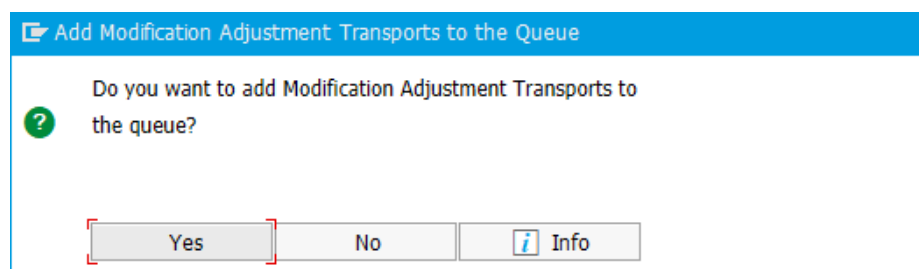 Add Modification Adjustment Transports to the Queue
Do you want to add Modification Adjustment Transports to
the queue?
Yes No Info